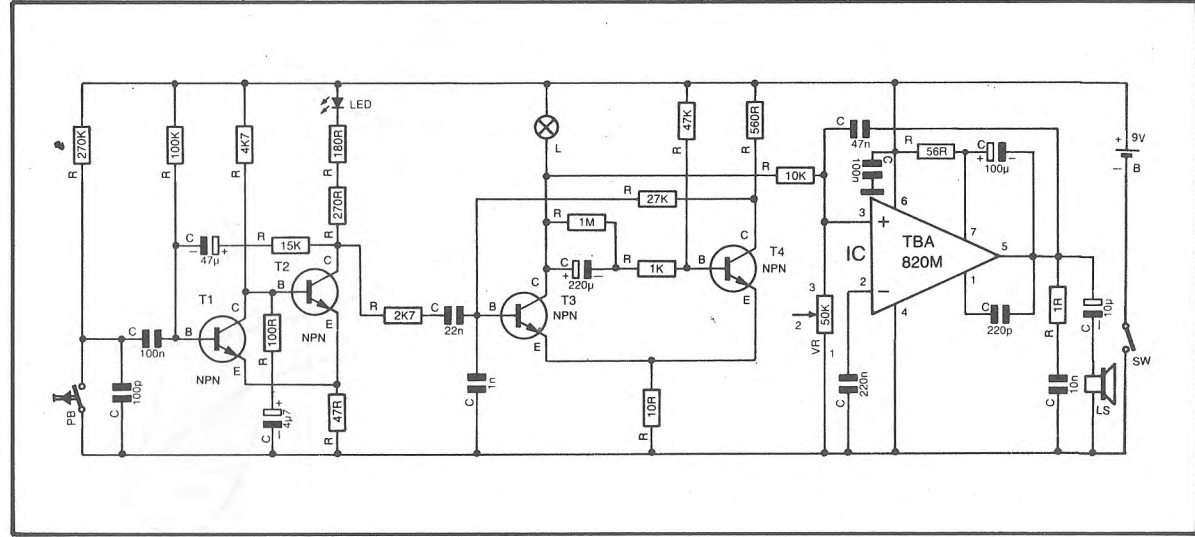 270K
R
PB
C
100p
C
100n
100K
R
C
− 47µ +
R
15K
4K7
R
T1
B
C
E
NPN
LED
180R
270R
R
T2
B
C
E
NPN
100R
R
C
+
4µ7
−
47R
R
R
2K7
C
22n
C
1n
L
R
1M
C
+ 220µ −
R
1K
B
C
T3
NPN
E
R
27K
47K
R
560R
R
B
C
T4
NPN
E
10R
R
R
10K
C
47n
C
100n
R
56R
C
+ 100µ −
6
3
+
7
IC
TBA
820M
5
2
−
4
1
C
220p
3
50K
2
VR
1
C
220n
1R
R
C
10n
10µ
C
−
LS
+
9V
−
B
SW